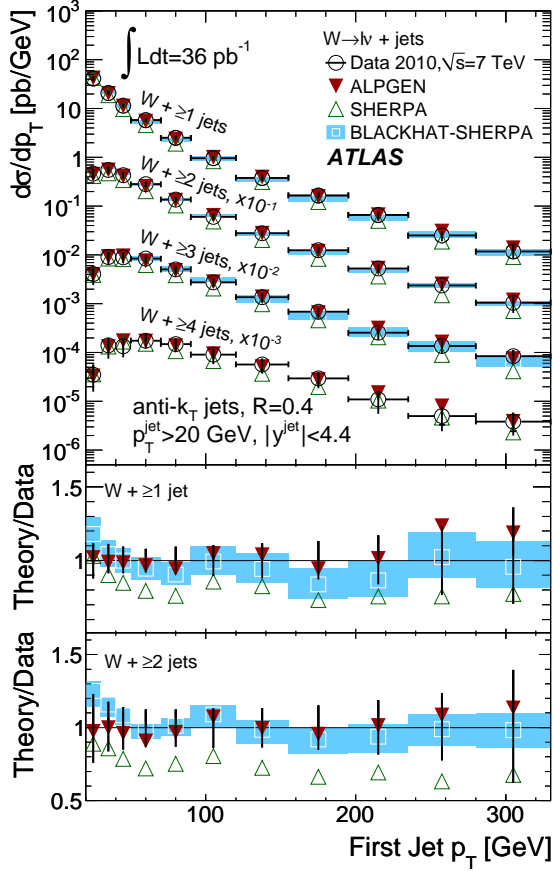 dσ/dp_T [pb/GeV]
10³
10²
10
1
10⁻¹
10⁻²
10⁻³
10⁻⁴
10⁻⁵
10⁻⁶
∫Ldt=36 pb⁻¹
W→lν + jets
Data 2010,√s=7 TeV
ALPGEN
SHERPA
BLACKHAT-SHERPA
ATLAS
W + ≥1 jets
W + ≥2 jets, x10⁻¹
W + ≥3 jets, x10⁻²
W + ≥4 jets, x10⁻³
anti-k_T jets, R=0.4
p_T^jet>20 GeV, |y^jet|<4.4
Theory/Data
1.5
1
W + ≥1 jet
Theory/Data
1.5
1
0.5
W + ≥2 jets
100
200
300
First Jet p_T [GeV]